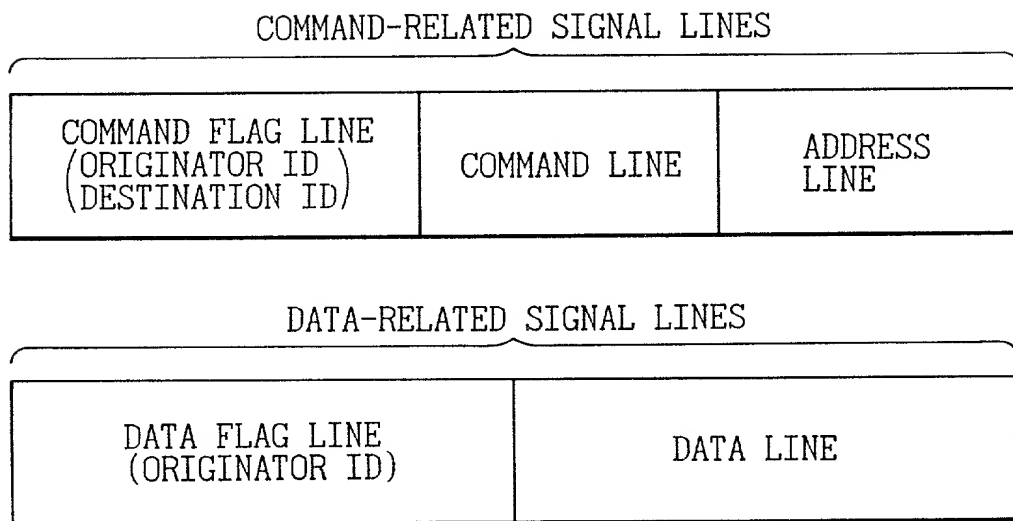 COMMAND-RELATED SIGNAL LINES
COMMAND FLAG LINE
(ORIGINATOR ID
DESTINATION ID)
COMMAND LINE
ADDRESS
LINE
DATA-RELATED SIGNAL LINES
DATA FLAG LINE
(ORIGINATOR ID)
DATA LINE